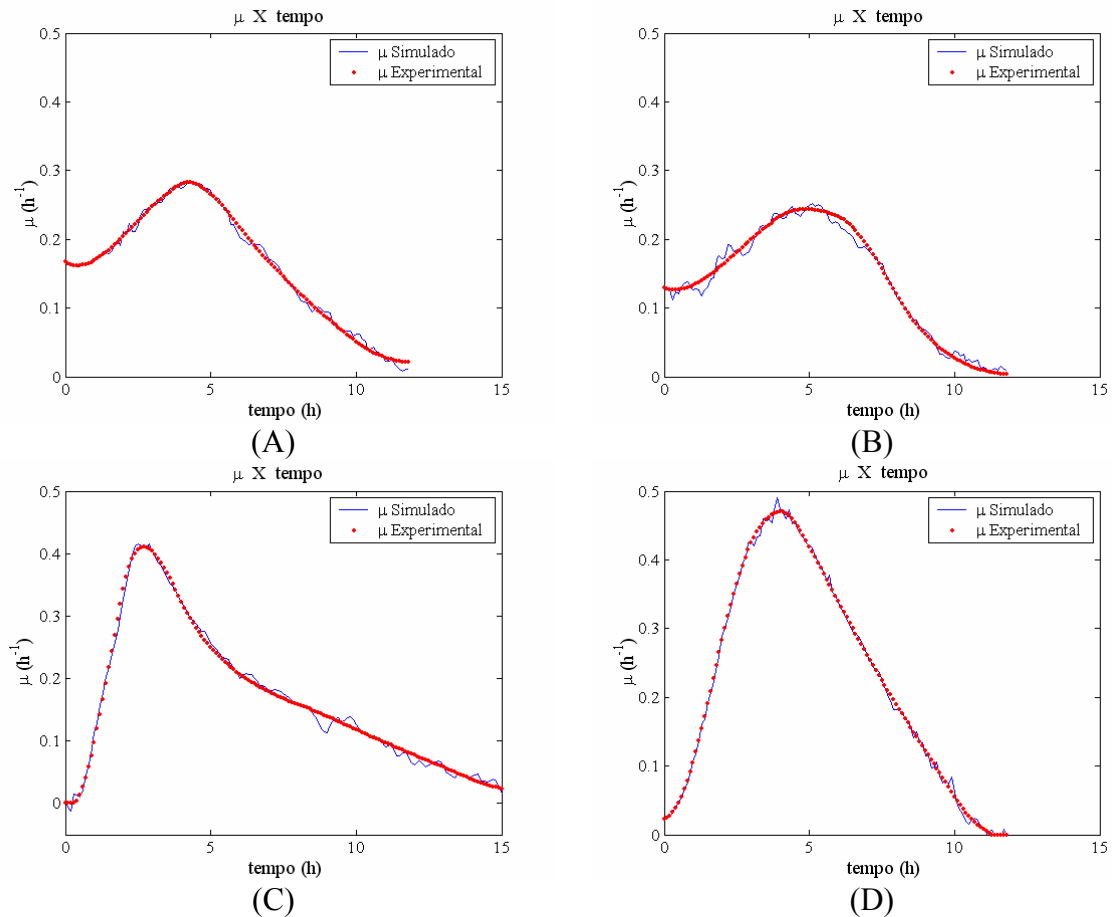 μ X tempo
0.5
0.4
0.3
0.2
0.1
0
μ (h⁻¹)
μ Simulado
μ Experimental
0 5 10 15
tempo (h)
(A)
μ X tempo
0.5
0.4
0.3
0.2
0.1
0
μ (h⁻¹)
μ Simulado
μ Experimental
0 5 10 15
tempo (h)
(B)
μ X tempo
0.5
0.4
0.3
0.2
0.1
0
μ (h⁻¹)
μ Simulado
μ Experimental
0 5 10 15
tempo (h)
(C)
μ X tempo
0.5
0.4
0.3
0.2
0.1
0
μ (h⁻¹)
μ Simulado
μ Experimental
0 5 10 15
tempo (h)
(D)